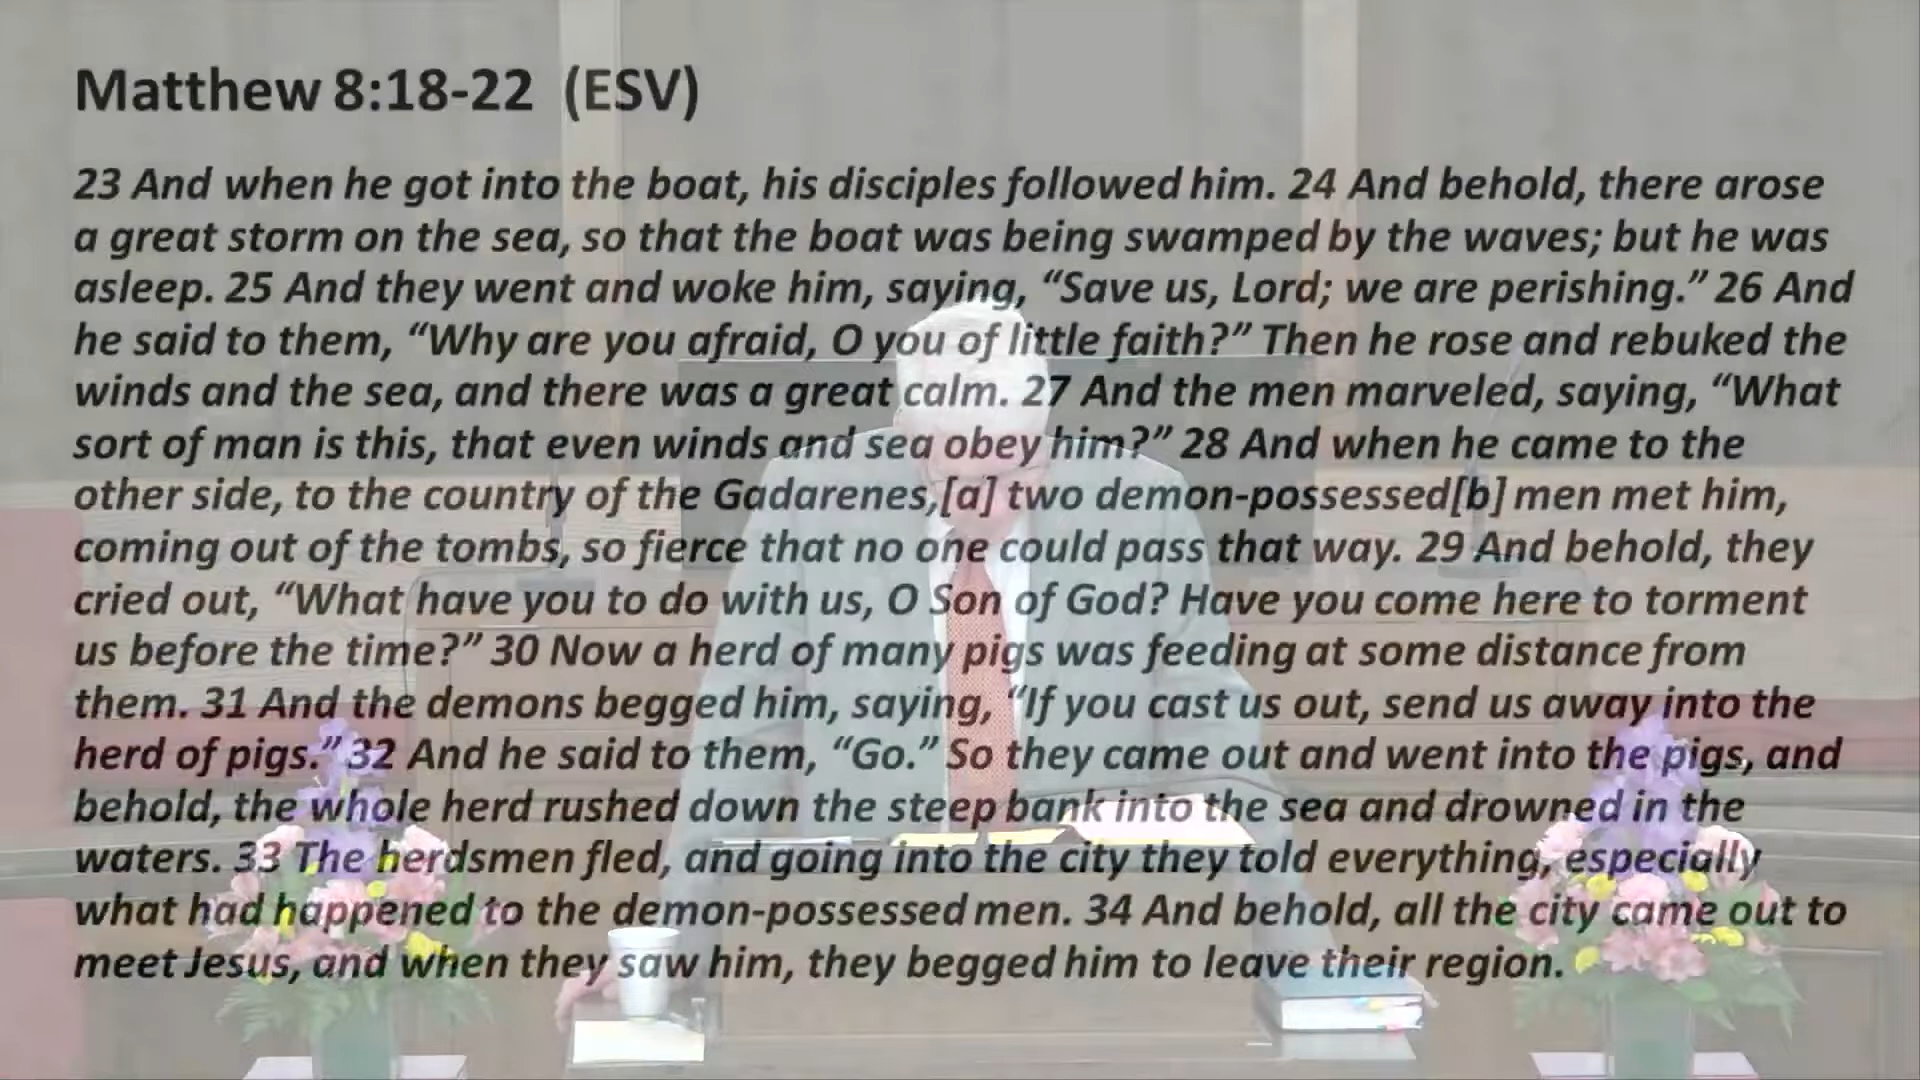 Matthew 8:18-22 (ESV)
23 And when he got into the boat, his disciples followed him. 24 And behold, there arose
a great storm on the sea, so that the boat was being swamped by the waves; but he was
asleep. 25 And they went and woke him, saying, “Save us, Lord; we are perishing.” 26 And
he said to them, “Why are you afraid, O you of little faith?” Then he rose and rebuked the
winds and the sea, and there was a great calm. 27 And the men marveled, saying, “What
sort of man is this, that even winds and sea obey him?” 28 And when he came to the
other side, to the country of the Gadarenes,[a] two demon-possessed[b] men met him,
coming out of the tombs, so fierce that no one could pass that way. 29 And behold, they
cried out, “What have you to do with us, O Son of God? Have you come here to torment
us before the time?” 30 Now a herd of many pigs was feeding at some distance from
them. 31 And the demons begged him, saying, “If you cast us out, send us away into the
herd of pigs.” 32 And he said to them, “Go.” So they came out and went into the pigs, and
behold, the whole herd rushed down the steep bank into the sea and drowned in the
waters. 33 The herdsmen fled, and going into the city they told everything, especially
what had happened to the demon-possessed men. 34 And behold, all the city came out to
meet Jesus, and when they saw him, they begged him to leave their region.